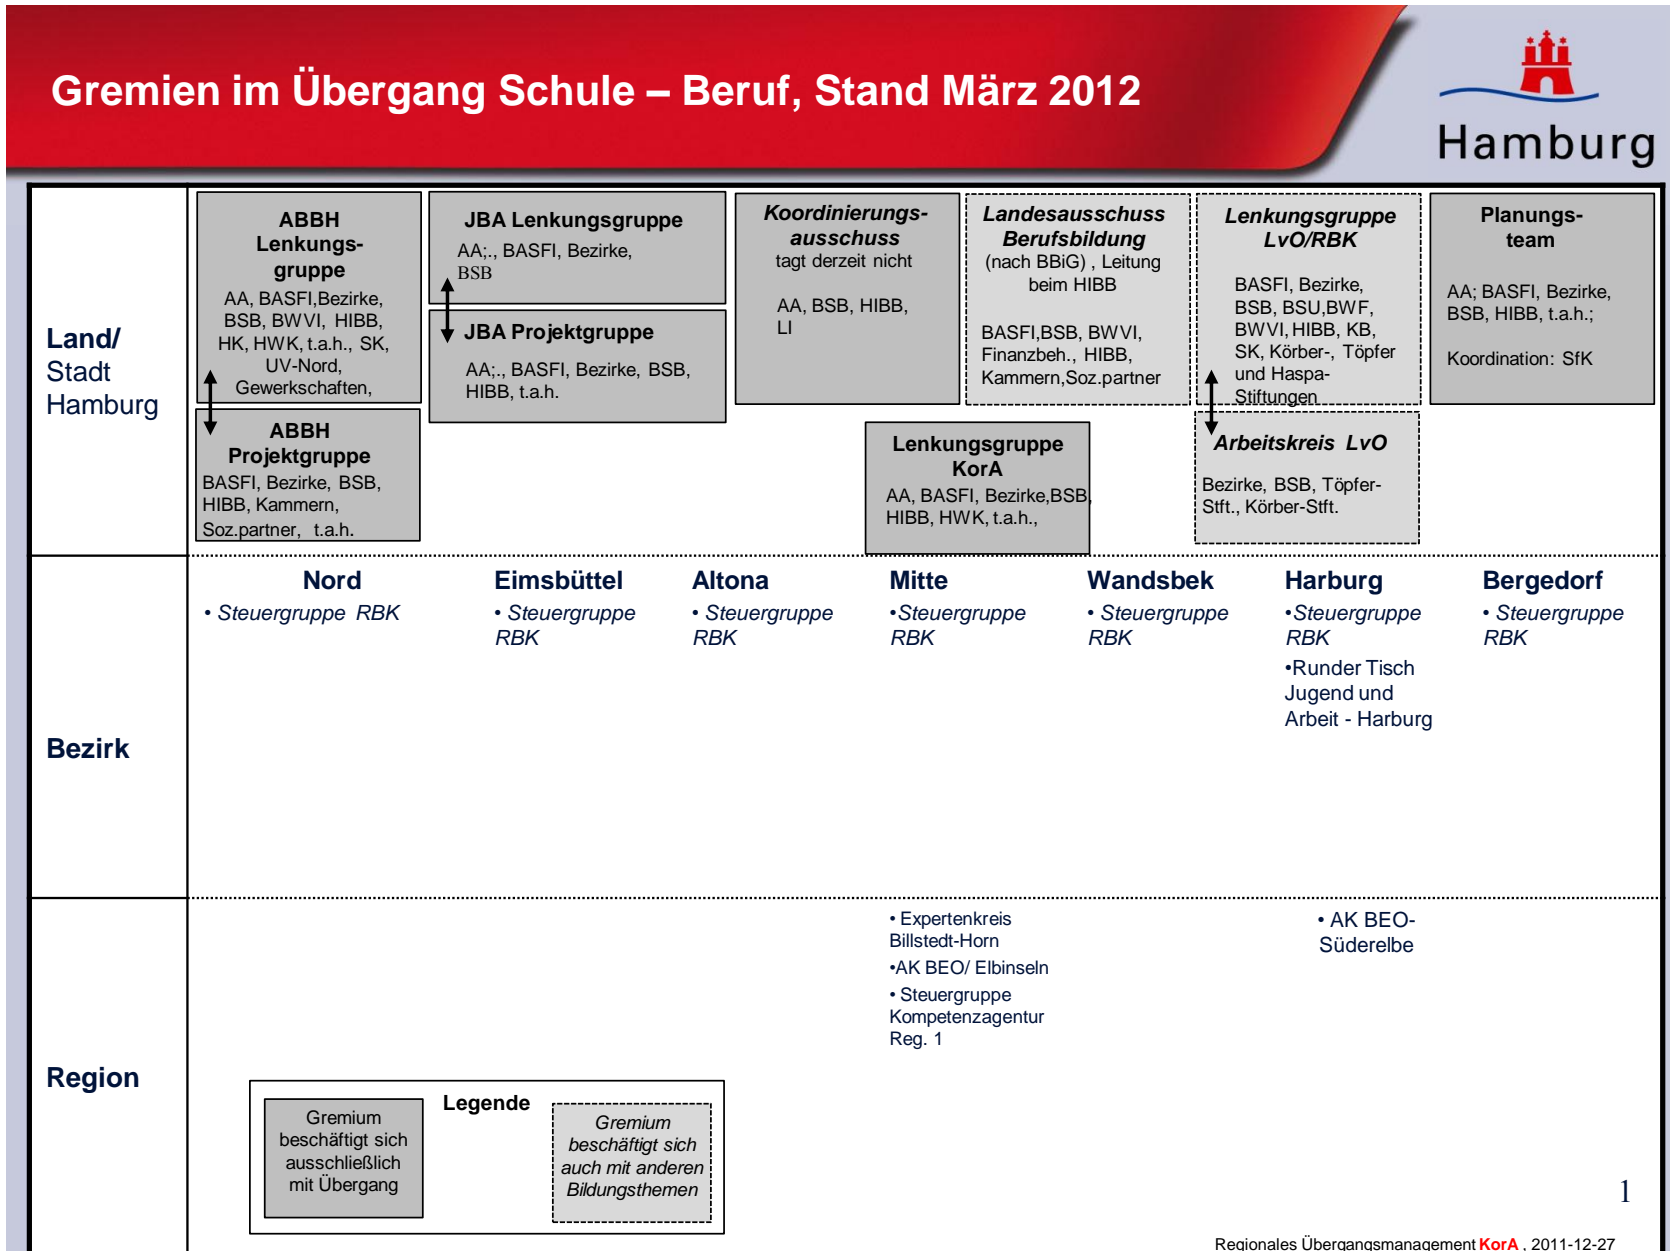 Gremien im Übergang Schule – Beruf, Stand März 2012
Hamburg
Land/
Stadt
Hamburg
ABBH
Lenkungs-
gruppe
AA, BASFI,Bezirke,
BSB, BWVI, HIBB,
HK, HWK, t.a.h., SK,
UV-Nord,
Gewerkschaften,
ABBH
Projektgruppe
BASFI, Bezirke, BSB,
HIBB, Kammern,
Soz.partner, t.a.h.
JBA Lenkungsgruppe
AA;., BASFI, Bezirke,
BSB
JBA Projektgruppe
AA;., BASFI, Bezirke, BSB,
HIBB, t.a.h.
Koordinierungs-
ausschuss
tagt derzeit nicht
AA, BSB, HIBB,
LI
Landesausschuss
Berufsbildung
(nach BBiG) , Leitung
beim HIBB
BASFI,BSB, BWVI,
Finanzbeh., HIBB,
Kammern,Soz.partner
Lenkungsgruppe
KorA
AA, BASFI, Bezirke,BSB,
HIBB, HWK, t.a.h.,
Lenkungsgruppe
LvO/RBK
BASFI, Bezirke,
BSB, BSU,BWF,
BWVI, HIBB, KB,
SK, Körber-, Töpfer
und Haspa-
Stiftungen
Arbeitskreis LvO
Bezirke, BSB, Töpfer-
Stft., Körber-Stft.
Planungs-
team
AA; BASFI, Bezirke,
BSB, HIBB, t.a.h.;
Koordination: SfK
Bezirk
Nord
• Steuergruppe RBK
Eimsbüttel
• Steuergruppe
RBK
Altona
• Steuergruppe
RBK
Mitte
•Steuergruppe
RBK
Wandsbek
• Steuergruppe
RBK
Harburg
•Steuergruppe
RBK
•Runder Tisch
Jugend und
Arbeit - Harburg
Bergedorf
• Steuergruppe
RBK
Region
• Expertenkreis
Billstedt-Horn
•AK BEO/ Elbinseln
• Steuergruppe
Kompetenzagentur
Reg. 1
• AK BEO-
Süderelbe
Legende
Gremium
beschäftigt sich
ausschließlich
mit Übergang
Gremium
beschäftigt sich
auch mit anderen
Bildungsthemen
1
Regionales Übergangsmanagement KorA , 2011-12-27